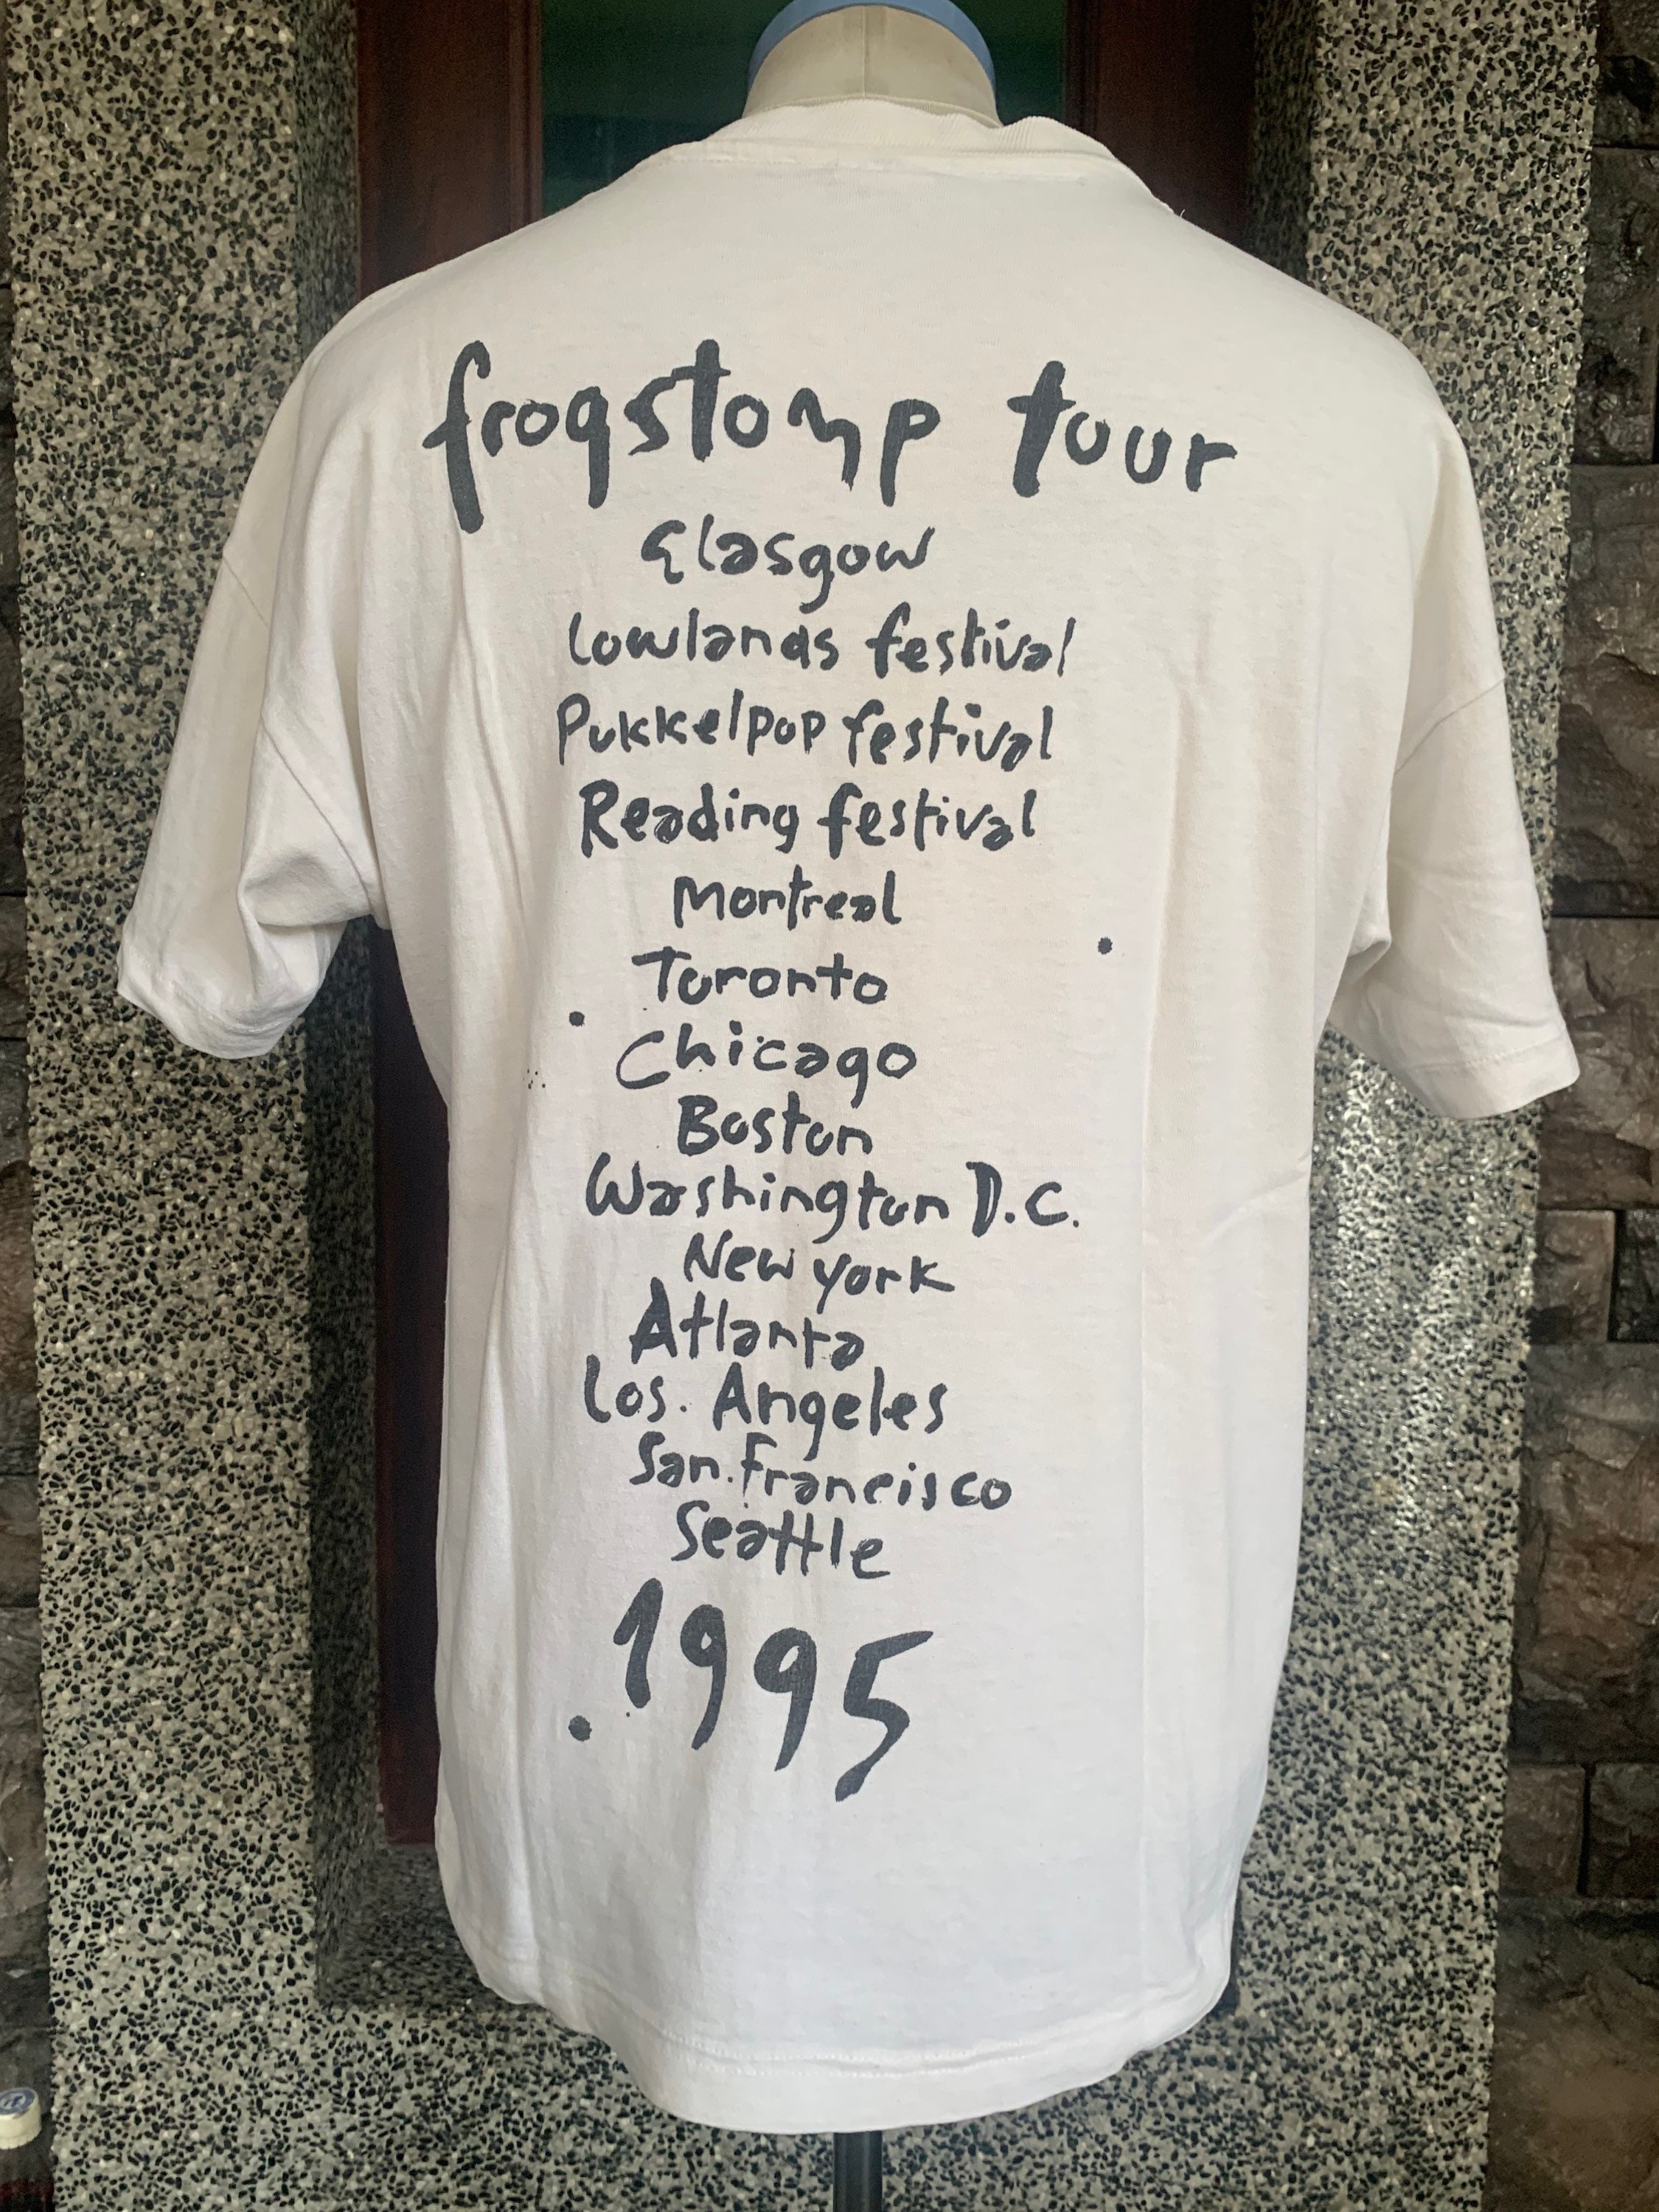 frogstomp tour
Glasgow
Lowlands festival
Pukkelpop festival
Reading festival
Montreal
Toronto
Chicago
Boston
Washington D.C.
New York
Atlanta
Los. Angeles
San. Francisco
Seattle
1995